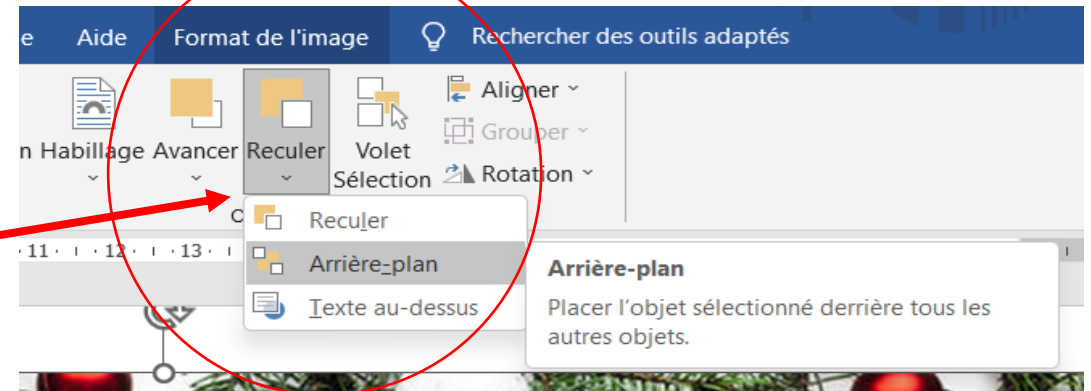 e Aide Format de l'image Rechercher des outils adaptés
Aligner
Grouper
n Habillage Avancer Reculer Volet
Sélection Rotation
Reculer
·11· ı ·12· ı ·13· ı
Arrière-plan
Texte au-dessus
Arrière-plan
Placer l'objet sélectionné derrière tous les
autres objets.